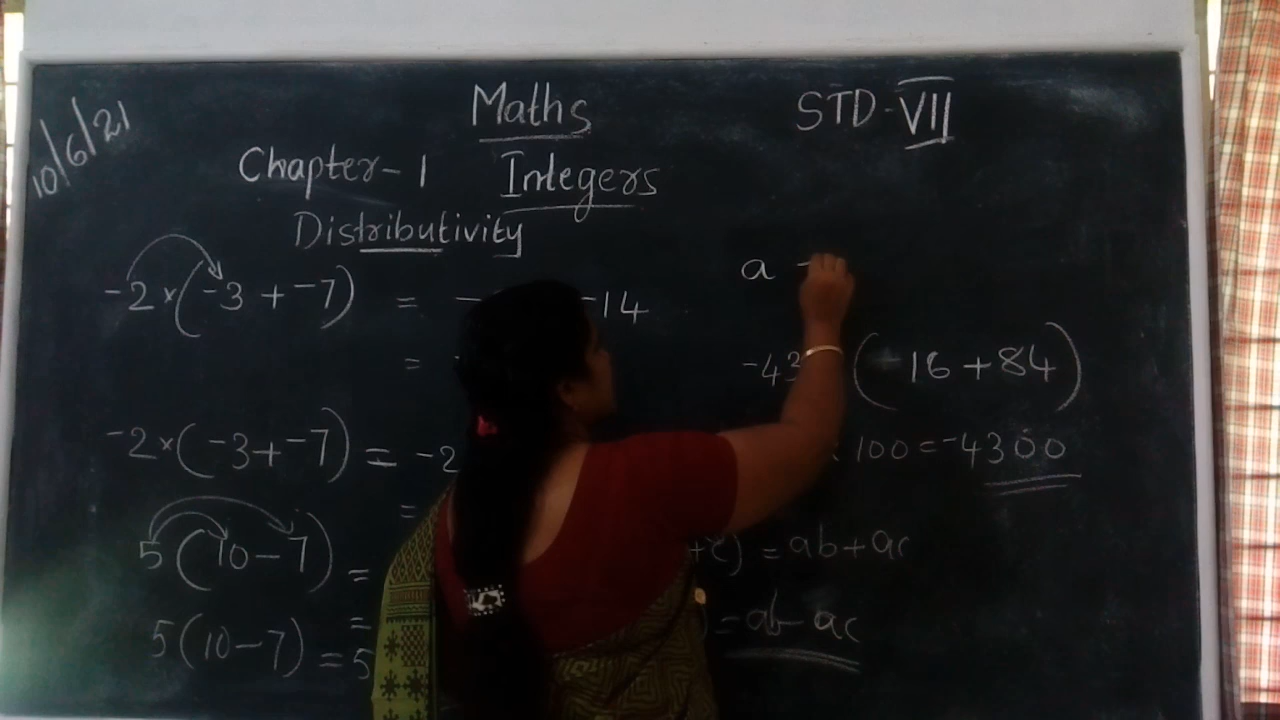 10/6/21
Maths
STD-VII
Chapter-1 Integers
Distributivity
-2×(-3+-7) = -14
=
-2×(-3+-7) = -2
=
5(10-7) =
=
5(10-7) = 5
a
-43 (-16+84)
× 100 = -4300
+c) = ab+ac
) = ab-ac